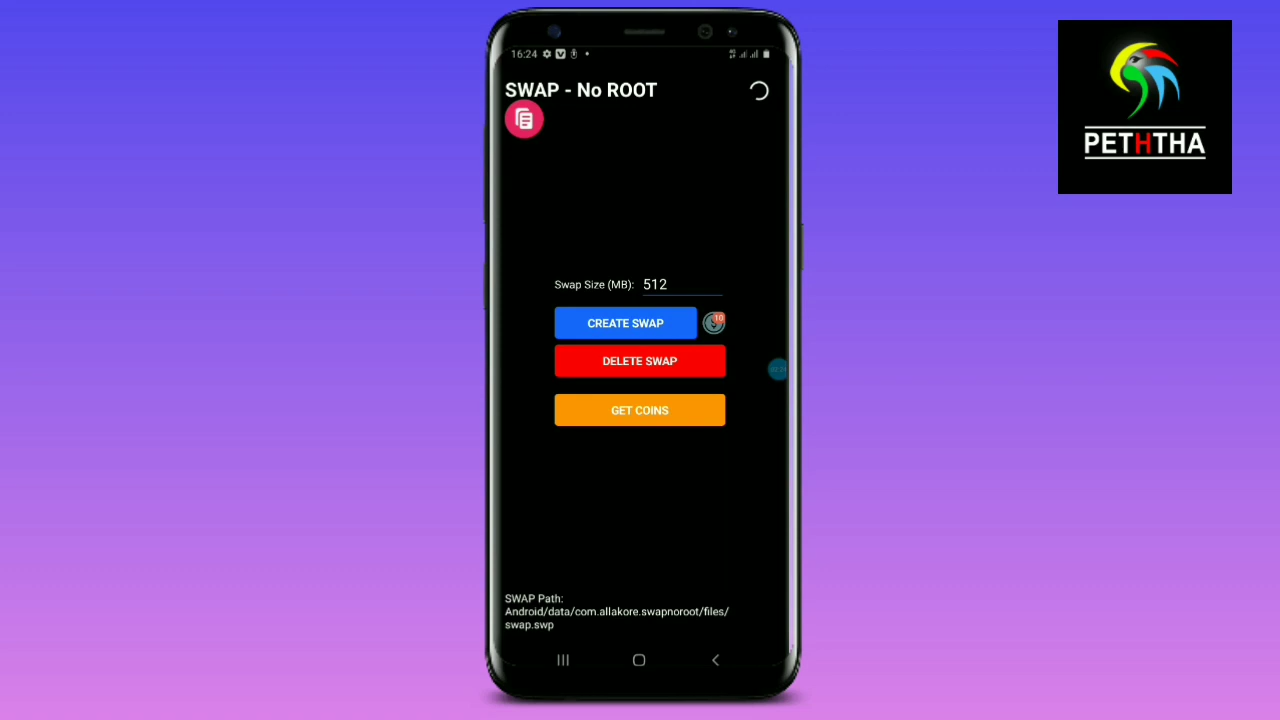 16:24
SWAP - No ROOT
Swap Size (MB): 512
CREATE SWAP
10
DELETE SWAP
GET COINS
SWAP Path:
Android/data/com.allakore.swapnoroot/files/
swap.swp
PETHTHA